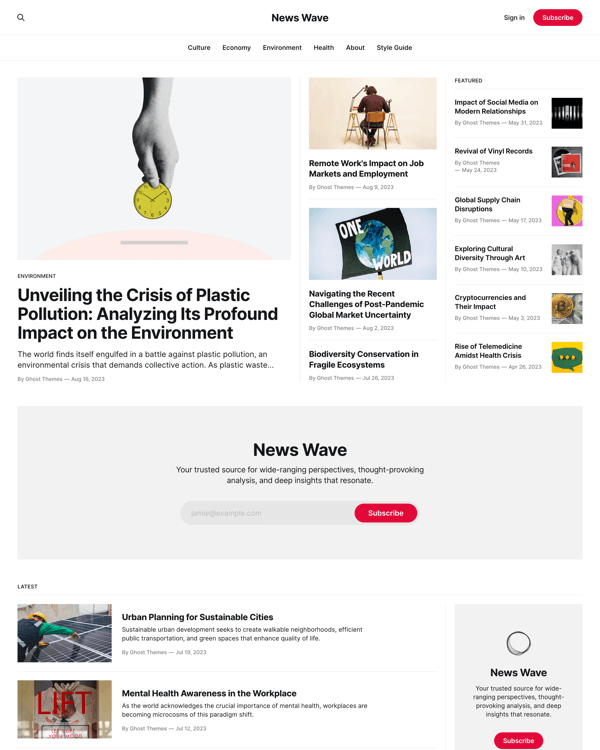 News Wave
Sign in
Subscribe
Culture
Economy
Environment
Health
About
Style Guide
ENVIRONMENT
Unveiling the Crisis of Plastic
Pollution: Analyzing Its Profound
Impact on the Environment
The world finds itself engulfed in a battle against plastic pollution, an
environmental crisis that demands collective action. As plastic waste...
By Ghost Themes — Aug 16, 2023
Remote Work's Impact on Job
Markets and Employment
By Ghost Themes — Aug 9, 2023
ONE
WORLD
Navigating the Recent
Challenges of Post-Pandemic
Global Market Uncertainty
By Ghost Themes — Aug 2, 2023
Biodiversity Conservation in
Fragile Ecosystems
By Ghost Themes — Jul 26, 2023
FEATURED
Impact of Social Media on
Modern Relationships
By Ghost Themes — May 31, 2023
Revival of Vinyl Records
By Ghost Themes
— May 24, 2023
Global Supply Chain
Disruptions
By Ghost Themes — May 17, 2023
Exploring Cultural
Diversity Through Art
By Ghost Themes — May 10, 2023
Cryptocurrencies and
Their Impact
By Ghost Themes — May 3, 2023
Rise of Telemedicine
Amidst Health Crisis
By Ghost Themes — Apr 26, 2023
News Wave
Your trusted source for wide-ranging perspectives, thought-provoking
analysis, and deep insights that resonate.
jamie@example.com
Subscribe
LATEST
Urban Planning for Sustainable Cities
Sustainable urban development seeks to create walkable neighborhoods, efficient
public transportation, and green spaces that enhance quality of life.
By Ghost Themes — Jul 19, 2023
LIFT
Mental Health Awareness in the Workplace
As the world acknowledges the crucial importance of mental health, workplaces are
becoming microcosms of this paradigm shift.
By Ghost Themes — Jul 12, 2023
News Wave
Your trusted source for wide-
ranging perspectives, thought-
provoking analysis, and deep
insights that resonate.
Subscribe